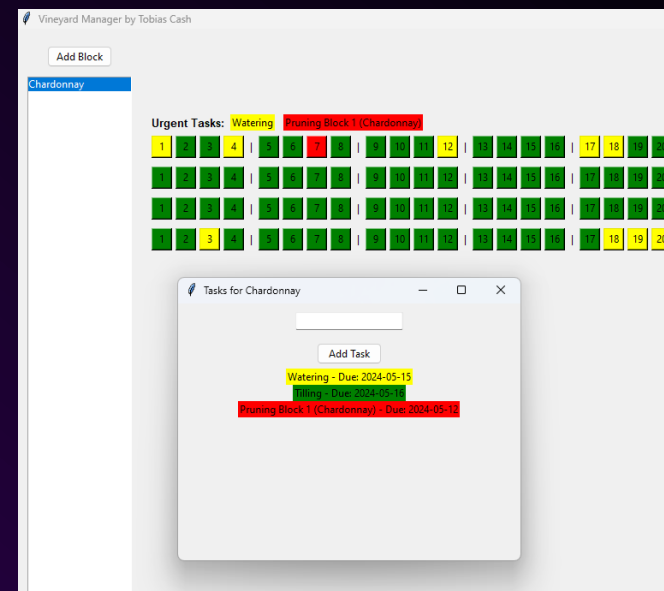 Vineyard Manager by Tobias Cash
Add Block
Chardonnay
Urgent Tasks: Watering Pruning Block 1 (Chardonnay)
1 2 3 4 | 5 6 7 8 | 9 10 11 12 | 13 14 15 16 | 17 18 19 20
1 2 3 4 | 5 6 7 8 | 9 10 11 12 | 13 14 15 16 | 17 18 19 20
1 2 3 4 | 5 6 7 8 | 9 10 11 12 | 13 14 15 16 | 17 18 19 20
1 2 3 4 | 5 6 7 8 | 9 10 11 12 | 13 14 15 16 | 17 18 19 20
Tasks for Chardonnay
Add Task
Watering - Due: 2024-05-15
Tilling - Due: 2024-05-16
Pruning Block 1 (Chardonnay) - Due: 2024-05-12